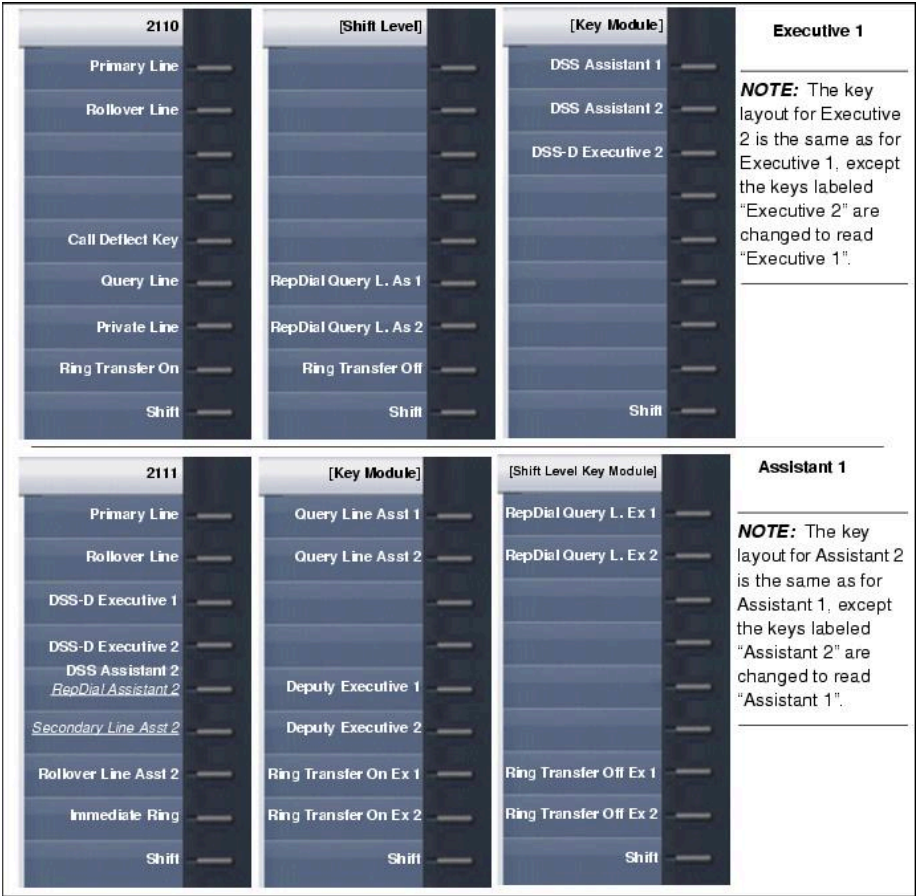 2110
Primary Line
Rollover Line
Call Deflect Key
Query Line
Private Line
Ring Transfer On
Shift
[Shift Level]
RepDial Query L. As 1
RepDial Query L. As 2
Ring Transfer Off
Shift
[Key Module]
DSS Assistant 1
DSS Assistant 2
DSS-D Executive 2
Shift
Executive 1
NOTE: The key
layout for Executive
2 is the same as for
Executive 1, except
the keys labeled
“Executive 2” are
changed to read
“Executive 1”.
2111
Primary Line
Rollover Line
DSS-D Executive 1
DSS-D Executive 2
DSS Assistant 2
RepDial Assistant 2
Secondary Line Asst 2
Rollover Line Asst 2
Immediate Ring
Shift
[Key Module]
Query Line Asst 1
Query Line Asst 2
Deputy Executive 1
Deputy Executive 2
Ring Transfer On Ex 1
Ring Transfer On Ex 2
Shift
[Shift Level Key Module]
RepDial Query L. Ex 1
RepDial Query L. Ex 2
Ring Transfer Off Ex 1
Ring Transfer Off Ex 2
Shift
Assistant 1
NOTE: The key
layout for Assistant 2
is the same as for
Assistant 1, except
the keys labeled
“Assistant 2” are
changed to read
“Assistant 1”.